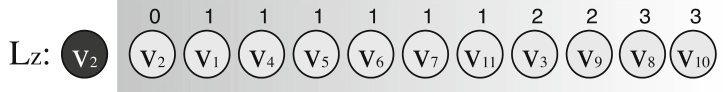 0 1 1 1 1 1 1 2 2 3 3
Lz: v₂ v₂ v₁ v₄ v₅ v₆ v₇ v₁₁ v₃ v₉ v₈ v₁₀